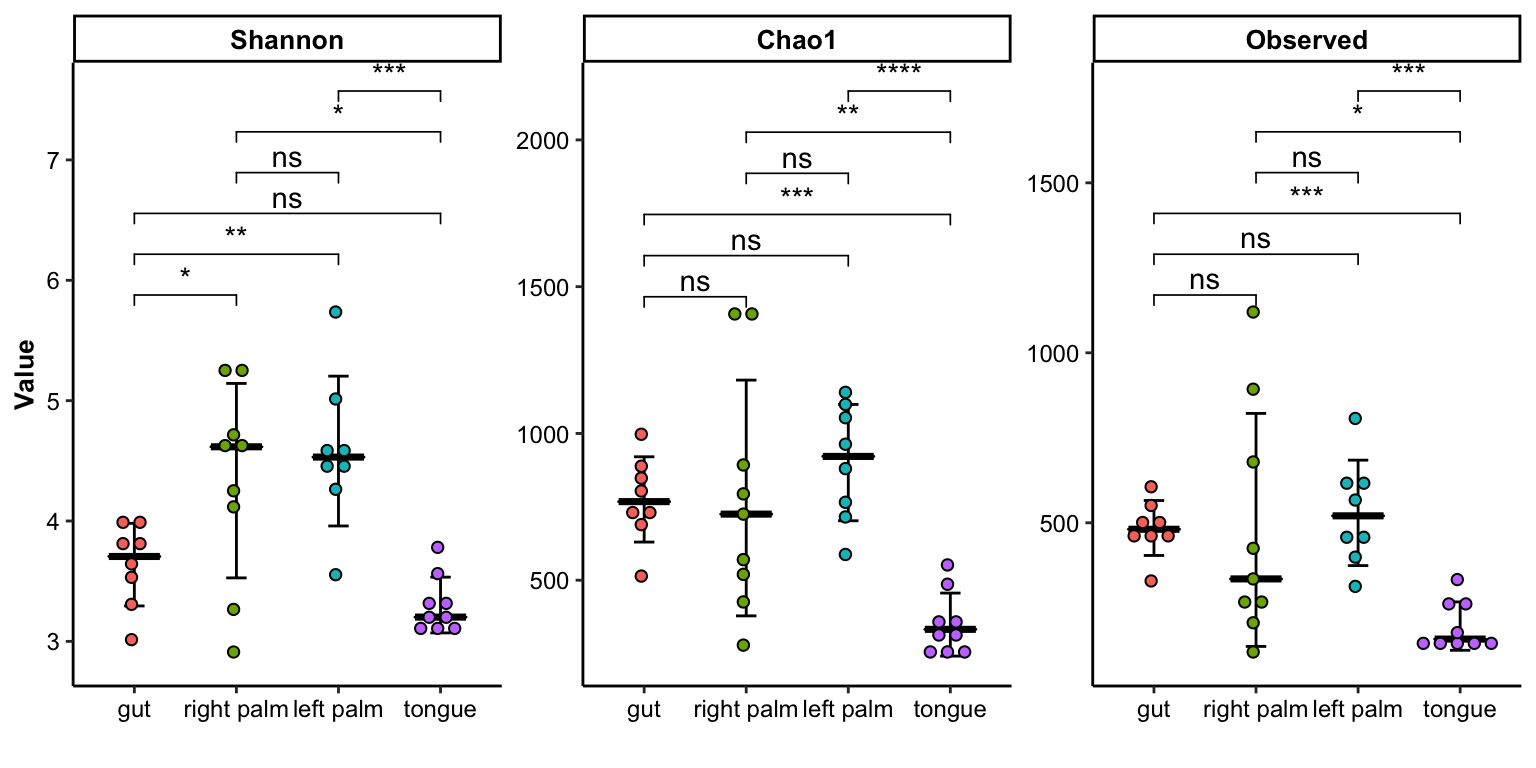 Shannon
Chao1
Observed
Value
7
6
5
4
3
***
*
ns
ns
**
*
gut
right palm
left palm
tongue
2000
1500
1000
500
****
**
ns
***
ns
ns
gut
right palm
left palm
tongue
1500
1000
500
***
*
ns
***
ns
ns
gut
right palm
left palm
tongue